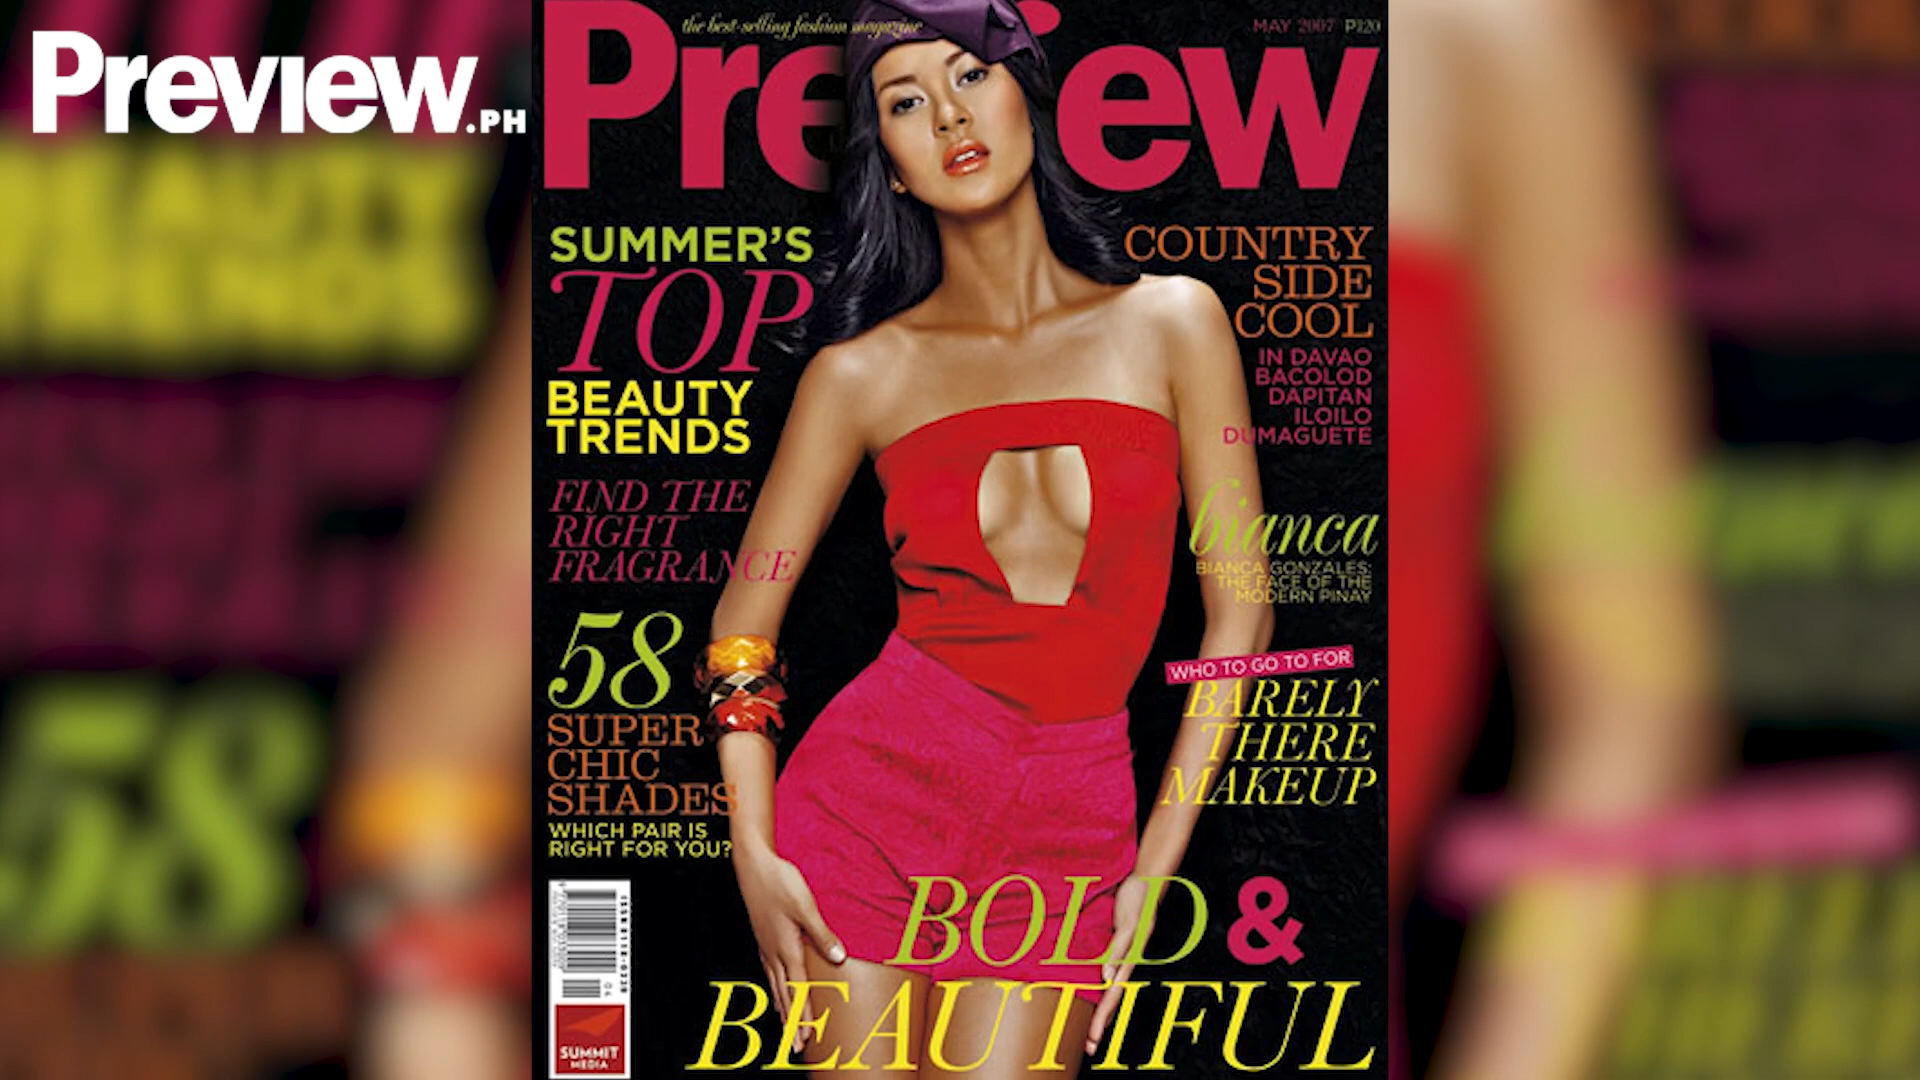 Preview.PH
the best-selling fashion magazine
MAY 2007 P120
Preview
SUMMER'S
TOP
BEAUTY
TRENDS
FIND THE
RIGHT
FRAGRANCE
58
SUPER
CHIC
SHADES
WHICH PAIR IS
RIGHT FOR YOU?
COUNTRY
SIDE
COOL
IN DAVAO
BACOLOD
DAPITAN
ILOILO
DUMAGUETE
bianca
BIANCA GONZALES:
THE FACE OF THE
MODERN PINAY
WHO TO GO TO FOR
BARELY
THERE
MAKEUP
BOLD &
BEAUTIFUL
SUMMIT
MEDIA